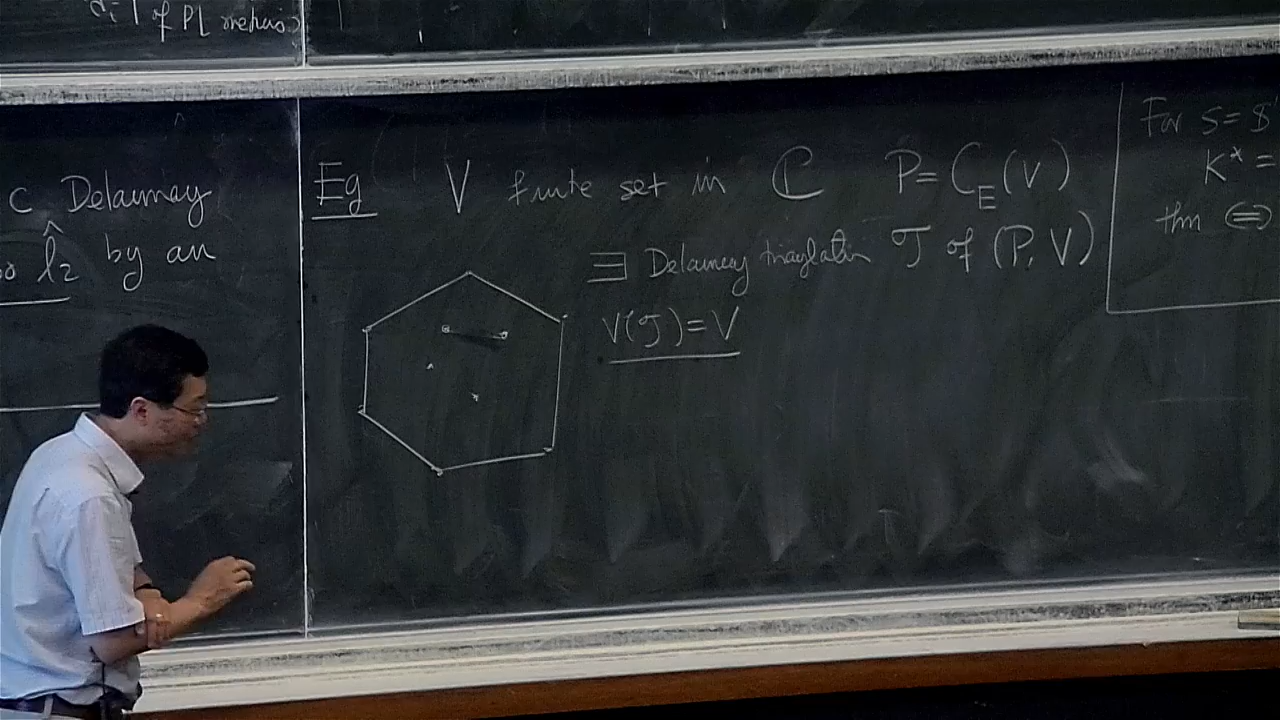 of PL metrics
c Delaunay
l̂₂ by an
Eg V finite set in ℂ P = C_E(V)
∃ Delaunay triangulation 𝒯 of (P, V)
V(𝒯) = V
For S = 𝕊
K* =
thm ⟺